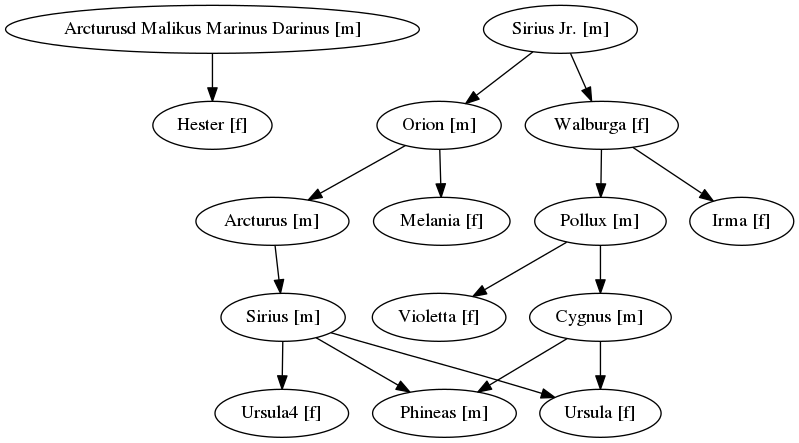 Arcturusd Malikus Marinus Darinus [m]
Sirius Jr. [m]
Hester [f]
Orion [m]
Walburga [f]
Arcturus [m]
Melania [f]
Pollux [m]
Irma [f]
Sirius [m]
Violetta [f]
Cygnus [m]
Ursula4 [f]
Phineas [m]
Ursula [f]